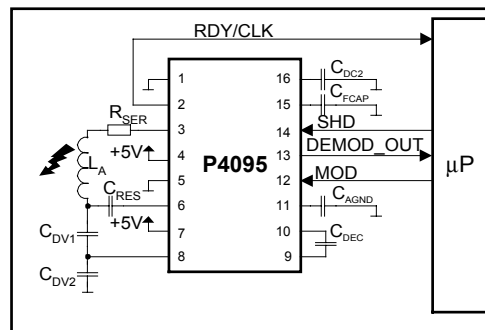 RDY/CLK
1 16 C_DC2
2 15 C_FCAP
R_SER 3 14 SHD
+5V 4 13 DEMOD_OUT
L_A P4095 µP
C_RES 5 12 MOD
+5V 6 11 C_AGND
C_DV1 7 10 C_DEC
C_DV2 8 9